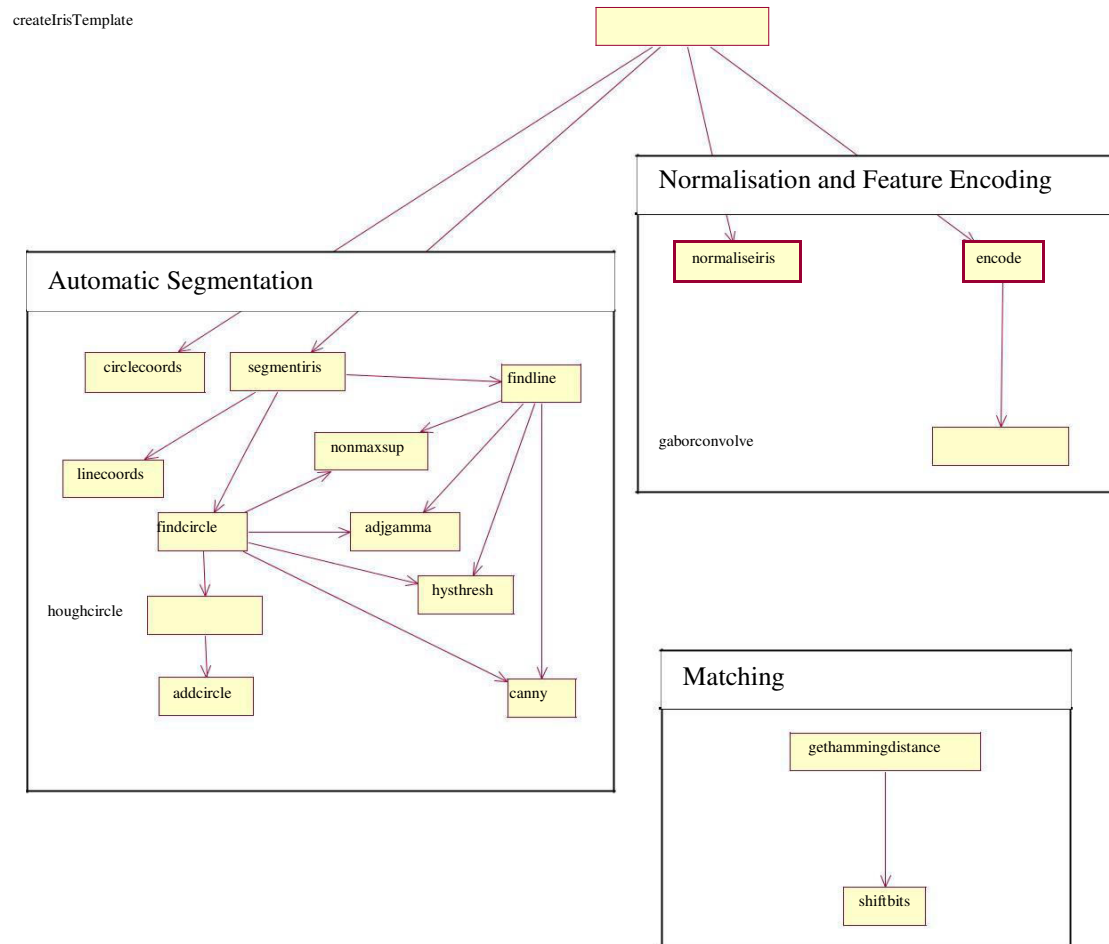 createIrisTemplate
Normalisation and Feature Encoding
normaliseiris
encode
gaborconvolve
Automatic Segmentation
circlecoords
segmentiris
findline
nonmaxsup
linecoords
findcircle
adjgamma
hysthresh
houghcircle
addcircle
canny
Matching
gethammingdistance
shiftbits